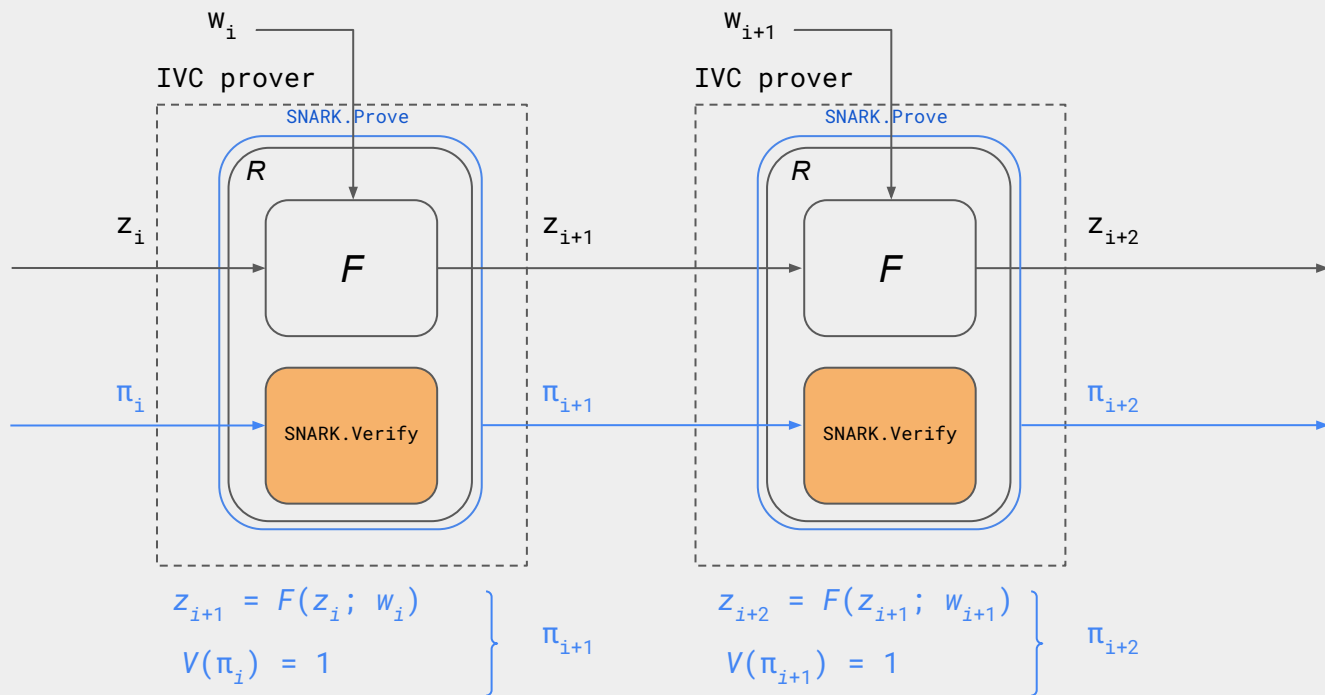 w_i
w_{i+1}
IVC prover
IVC prover
SNARK.Prove
SNARK.Prove
R
R
z_i
F
z_{i+1}
F
z_{i+2}
π_i
SNARK.Verify
π_{i+1}
SNARK.Verify
π_{i+2}
z_{i+1} = F(z_i; w_i)
V(π_i) = 1
} π_{i+1}
z_{i+2} = F(z_{i+1}; w_{i+1})
V(π_{i+1}) = 1
} π_{i+2}